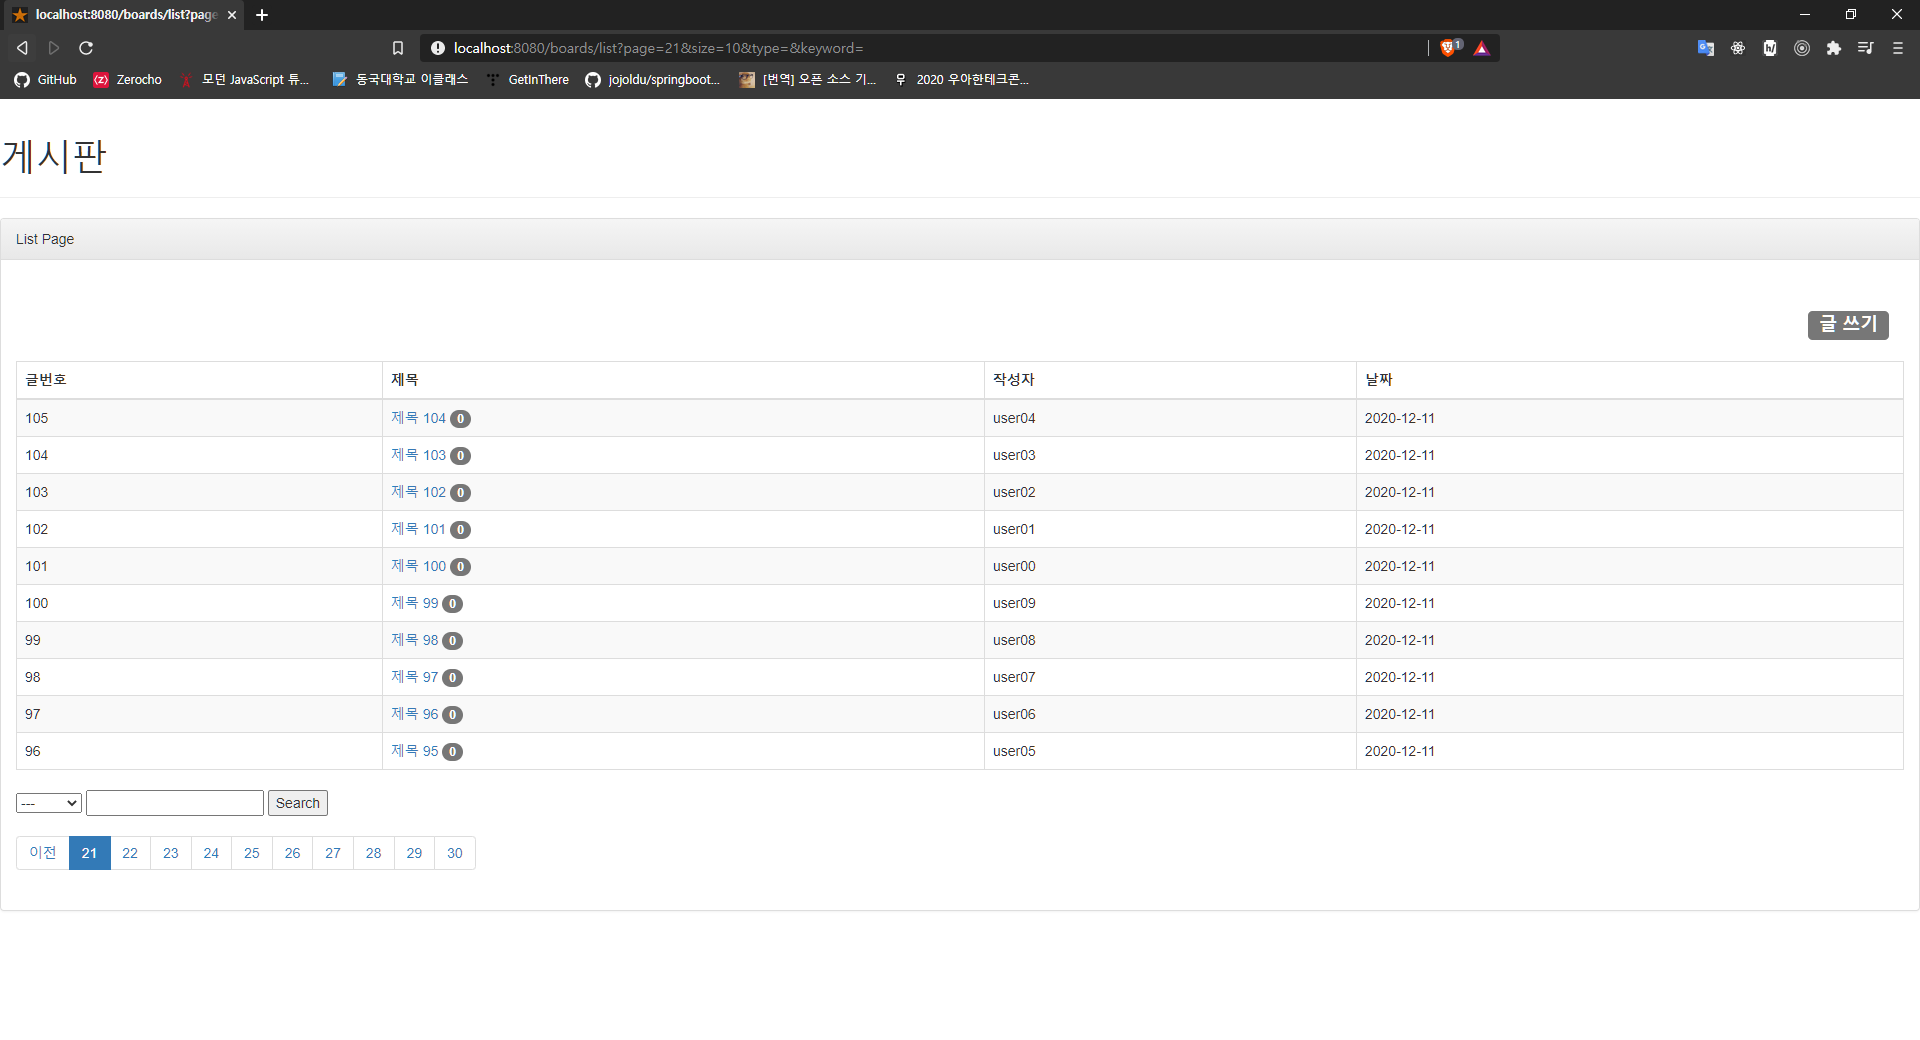 localhost:8080/boards/list?page
localhost:8080/boards/list?page=21&size=10&type=&keyword=
1
GitHub Zerocho 모던 JavaScript 튜... 동국대학교 이클래스 GetInThere jojoldu/springboot... [번역] 오픈 소스 기... 2020 우아한테크콘...
게시판
List Page
글 쓰기
글번호 제목 작성자 날짜
105 제목 104 0 user04 2020-12-11
104 제목 103 0 user03 2020-12-11
103 제목 102 0 user02 2020-12-11
102 제목 101 0 user01 2020-12-11
101 제목 100 0 user00 2020-12-11
100 제목 99 0 user09 2020-12-11
99 제목 98 0 user08 2020-12-11
98 제목 97 0 user07 2020-12-11
97 제목 96 0 user06 2020-12-11
96 제목 95 0 user05 2020-12-11
--- Search
이전 21 22 23 24 25 26 27 28 29 30